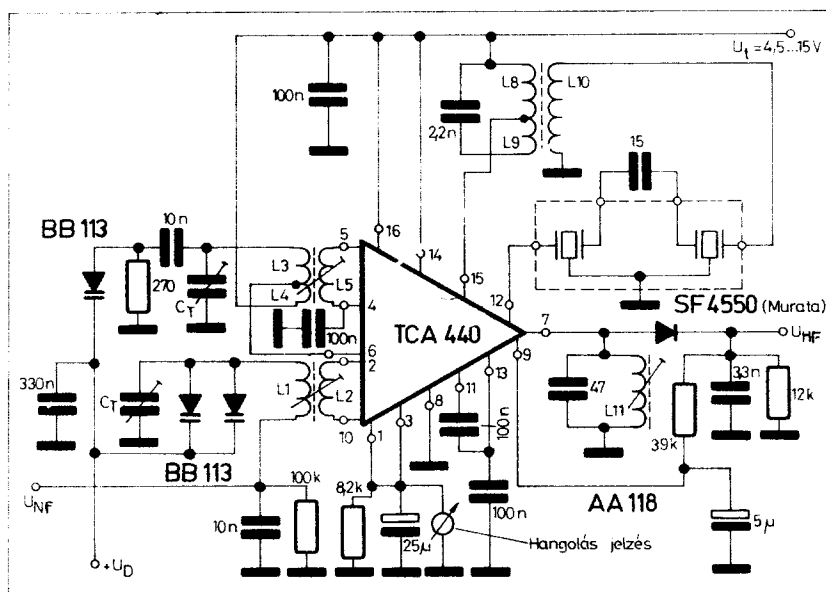 Uₜ = 4,5...15V
100n
2,2n
L8
L10
L9
15
BB 113
10n
270
C_T
L3
L4
L5
5
4
6
2
10
16
14
15
12
7
9
13
11
8
3
1
TCA 440
SF 4550 (Murata)
U_HF
100n
330n
C_T
L1
L2
BB 113
47
L11
39k
33n
12k
AA 118
5µ
U_NF
+U_D
10n
100k
8,2k
25µ
100n
100n
Hangolás jelzés